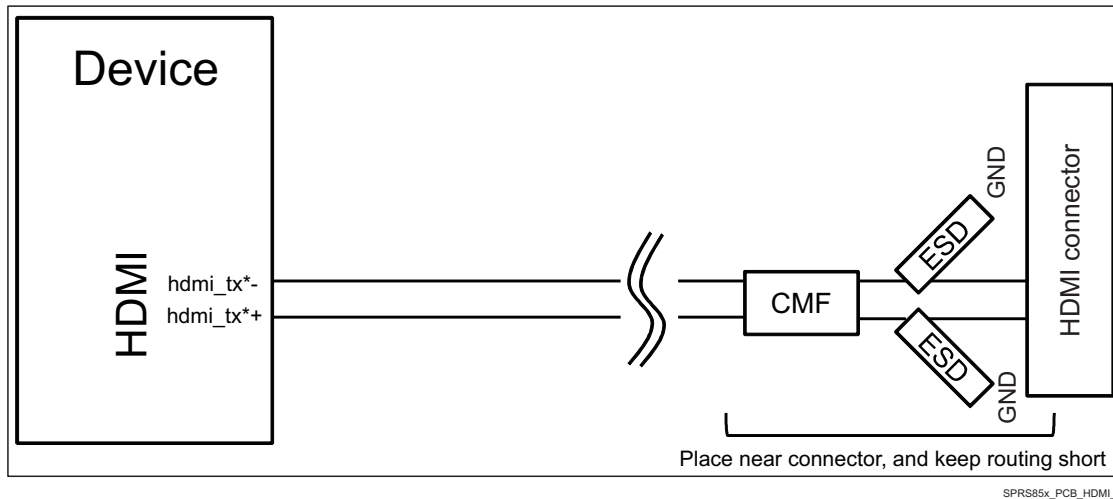 Device
HDMI
hdmi_tx*-
hdmi_tx*+
CMF
ESD
GND
ESD
GND
HDMI connector
Place near connector, and keep routing short
SPRS85x_PCB_HDMI_